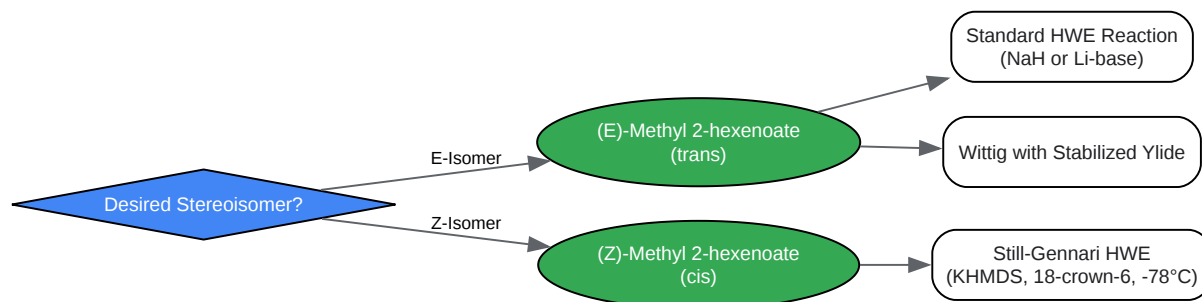 Desired Stereoisomer?
E-Isomer
Z-Isomer
(E)-Methyl 2-hexenoate
(trans)
(Z)-Methyl 2-hexenoate
(cis)
Standard HWE Reaction
(NaH or Li-base)
Wittig with Stabilized Ylide
Still-Gennari HWE
(KHMDS, 18-crown-6, -78°C)